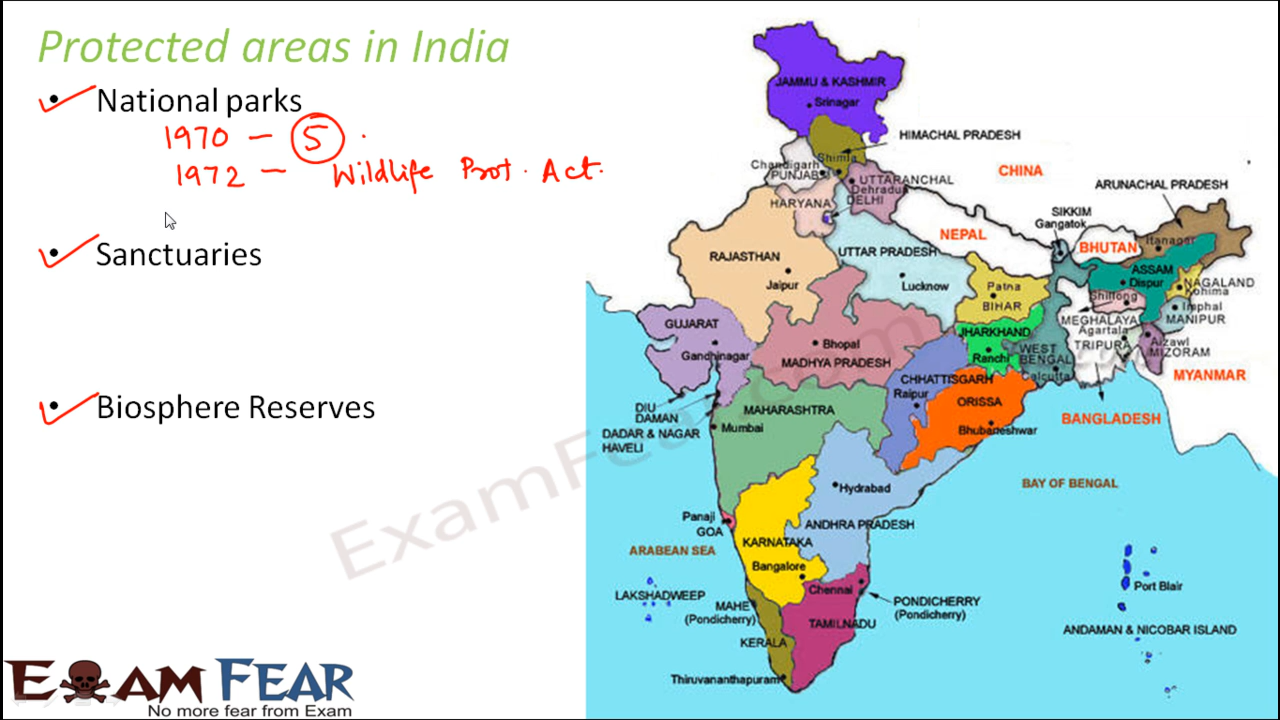 Protected areas in India
• National parks
1970 - 5
1972 - Wildlife Prot. Act.
• Sanctuaries
• Biosphere Reserves
JAMMU & KASHMIR
Srinagar
HIMACHAL PRADESH
Shimla
Chandigarh
PUNJAB
UTTARANCHAL
Dehradun
HARYANA
DELHI
CHINA
ARUNACHAL PRADESH
SIKKIM
Gangatok
NEPAL
BHUTAN
Itanagar
RAJASTHAN
Jaipur
UTTAR PRADESH
Lucknow
ASSAM
Dispur
NAGALAND
Kohima
Patna
BIHAR
Shillong
MEGHALAYA
Imphal
MANIPUR
GUJARAT
Gandhinagar
Bhopal
MADHYA PRADESH
JHARKHAND
Ranchi
WEST
BENGAL
Calcutta
Agartala
TRIPURA
Aizawl
MIZORAM
MYANMAR
BANGLADESH
CHHATTISGARH
Raipur
ORISSA
Bhubaneshwar
DIU
DAMAN
DADAR & NAGAR
HAVELI
MAHARASHTRA
Mumbai
Hydrabad
BAY OF BENGAL
Panaji
GOA
ANDHRA PRADESH
KARNATAKA
ARABEAN SEA
Bangalore
Chennai
LAKSHADWEEP
MAHE
(Pondicherry)
PONDICHERRY
(Pondicherry)
TAMILNADU
KERALA
Thiruvananthapuram
Port Blair
ANDAMAN & NICOBAR ISLAND
EXAM FEAR
No more fear from Exam